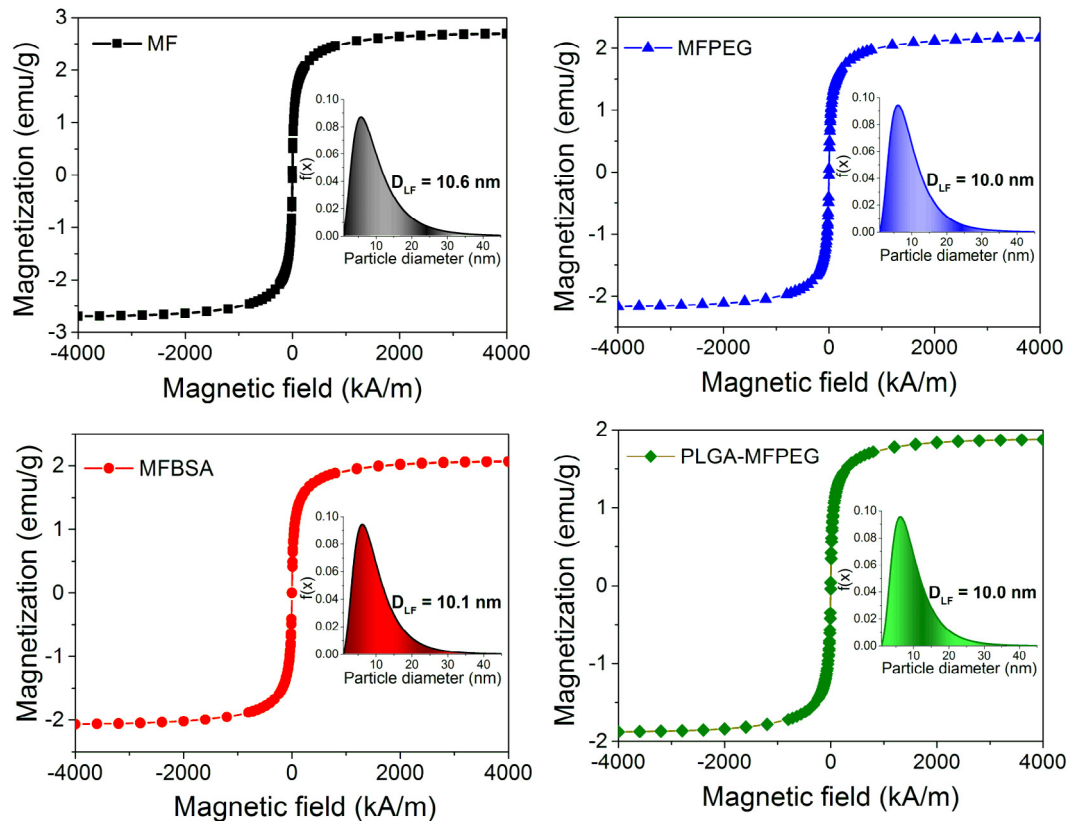 MF
Magnetization (emu/g)
3
2
1
0
-1
-2
-3
-4000 -2000 0 2000 4000
Magnetic field (kA/m)
f(x)
0.10
0.08
0.06
0.04
0.02
0.00
10 20 30 40
Particle diameter (nm)
DLF = 10.6 nm
MFPEG
Magnetization (emu/g)
2
1
0
-1
-2
-4000 -2000 0 2000 4000
Magnetic field (kA/m)
f(x)
0.10
0.08
0.06
0.04
0.02
0.00
10 20 30 40
Particle diameter (nm)
DLF = 10.0 nm
MFBSA
Magnetization (emu/g)
2
1
0
-1
-2
-4000 -2000 0 2000 4000
Magnetic field (kA/m)
f(x)
0.10
0.08
0.06
0.04
0.02
0.00
10 20 30 40
Particle diameter (nm)
DLF = 10.1 nm
PLGA-MFPEG
Magnetization (emu/g)
2
1
0
-1
-2
-4000 -2000 0 2000 4000
Magnetic field (kA/m)
f(x)
0.10
0.08
0.06
0.04
0.02
0.00
10 20 30 40
Particle diameter (nm)
DLF = 10.0 nm